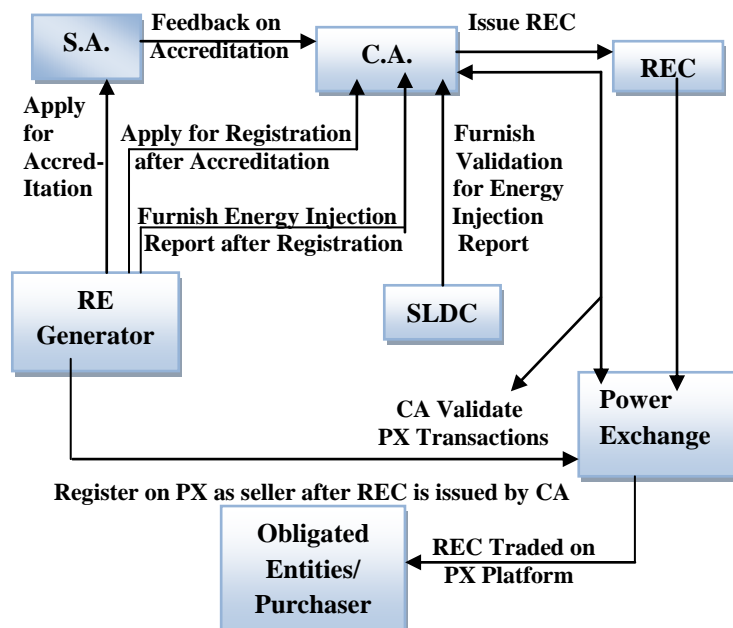 S.A.
Feedback on
Accreditation
C.A.
Issue REC
REC
Apply
for
Accred-
Itation
Apply for Registration
after Accreditation
Furnish Energy Injection
Report after Registration
Furnish
Validation
for Energy
Injection
Report
RE
Generator
SLDC
CA Validate
PX Transactions
Power
Exchange
Register on PX as seller after REC is issued by CA
Obligated
Entities/
Purchaser
REC Traded on
PX Platform